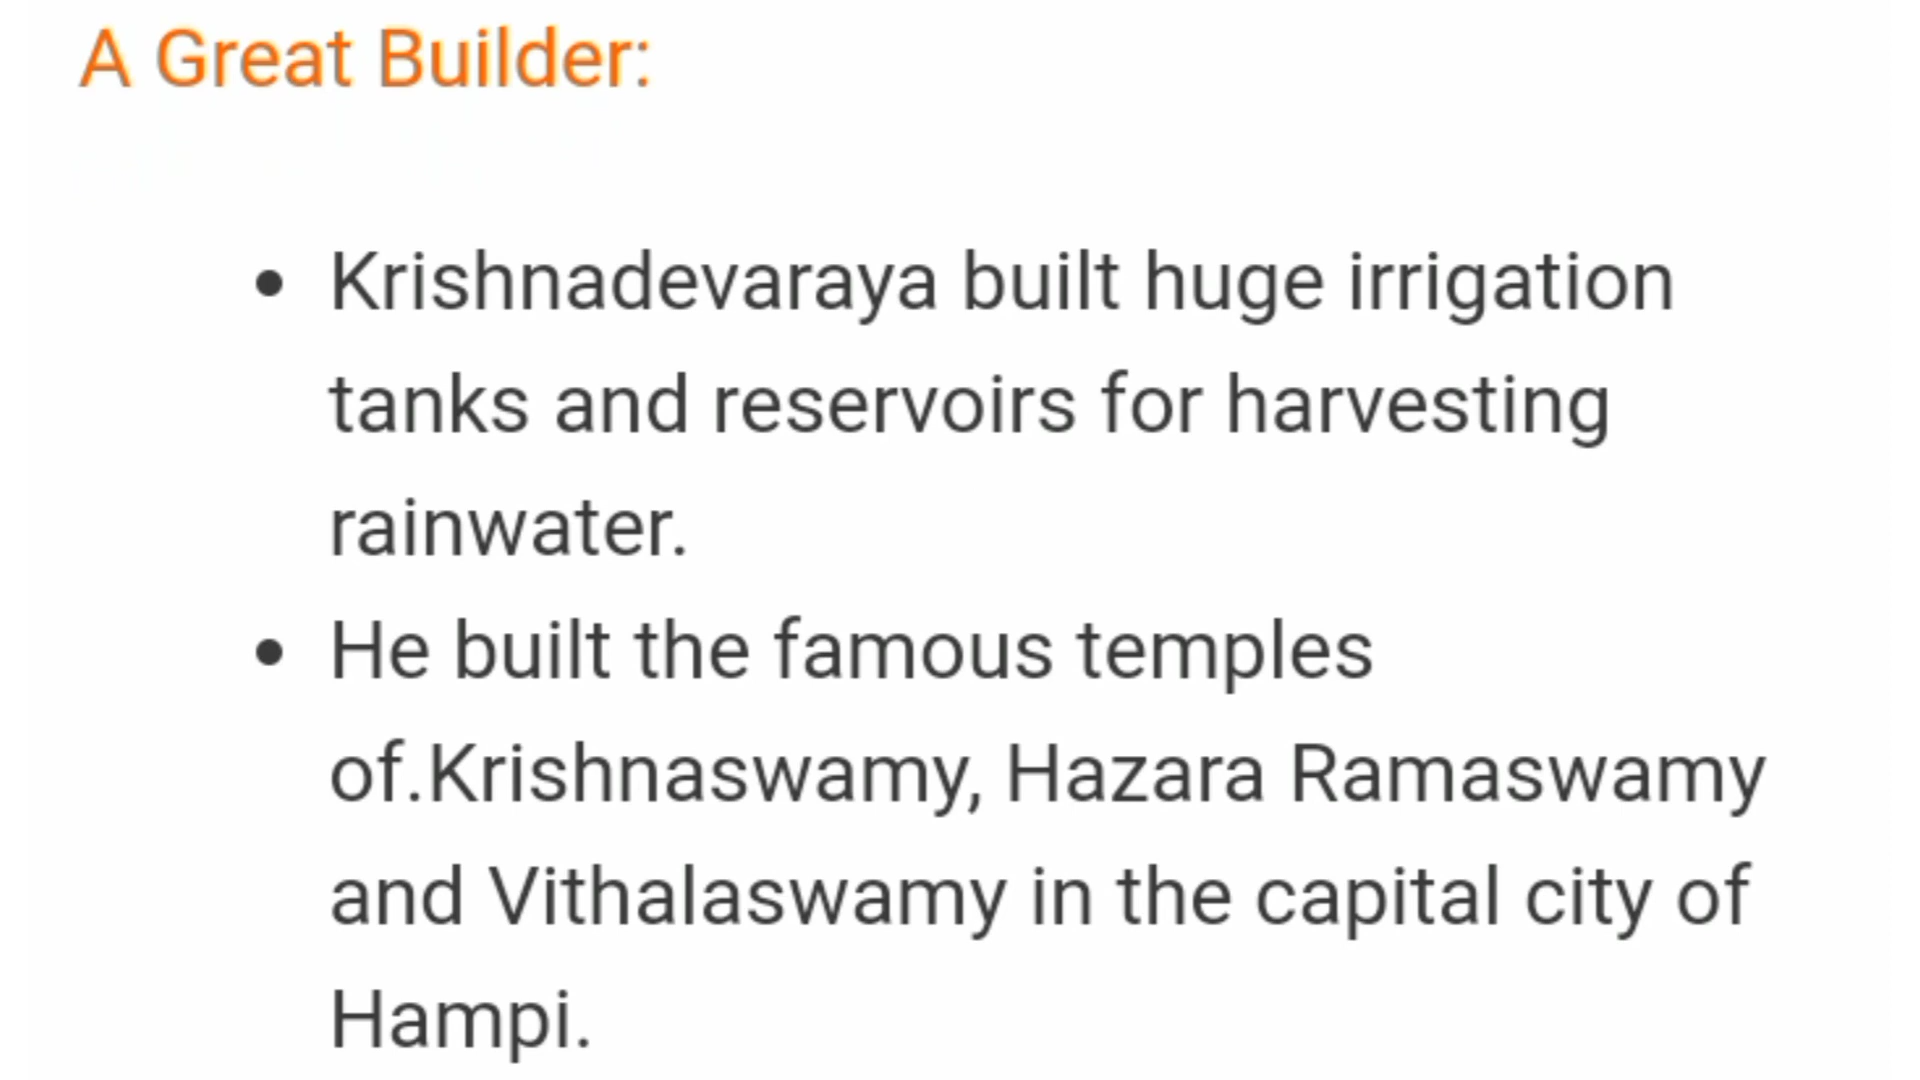 A Great Builder:
• Krishnadevaraya built huge irrigation
tanks and reservoirs for harvesting
rainwater.
• He built the famous temples
of.Krishnaswamy, Hazara Ramaswamy
and Vithalaswamy in the capital city of
Hampi.